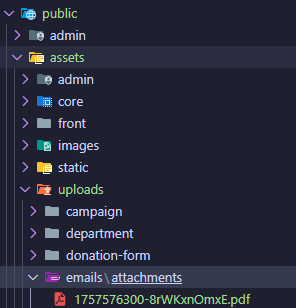 public
admin
assets
admin
core
front
images
static
uploads
campaign
department
donation-form
emails\attachments
1757576300-8rWKxnOmxE.pdf